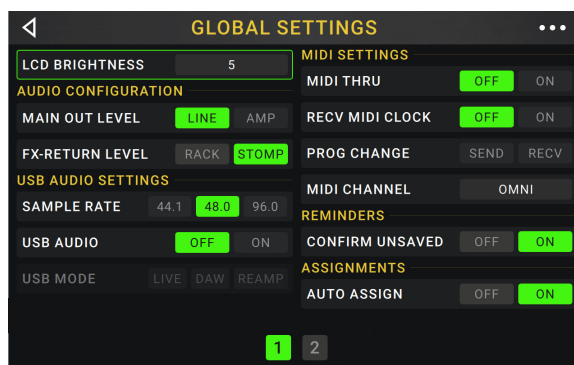 GLOBAL SETTINGS
LCD BRIGHTNESS 5
AUDIO CONFIGURATION
MAIN OUT LEVEL LINE AMP
FX-RETURN LEVEL RACK STOMP
USB AUDIO SETTINGS
SAMPLE RATE 44.1 48.0 96.0
USB AUDIO OFF ON
USB MODE LIVE DAW REAMP
MIDI SETTINGS
MIDI THRU OFF ON
RECV MIDI CLOCK OFF ON
PROG CHANGE SEND RECV
MIDI CHANNEL OMNI
REMINDERS
CONFIRM UNSAVED OFF ON
ASSIGNMENTS
AUTO ASSIGN OFF ON
1 2